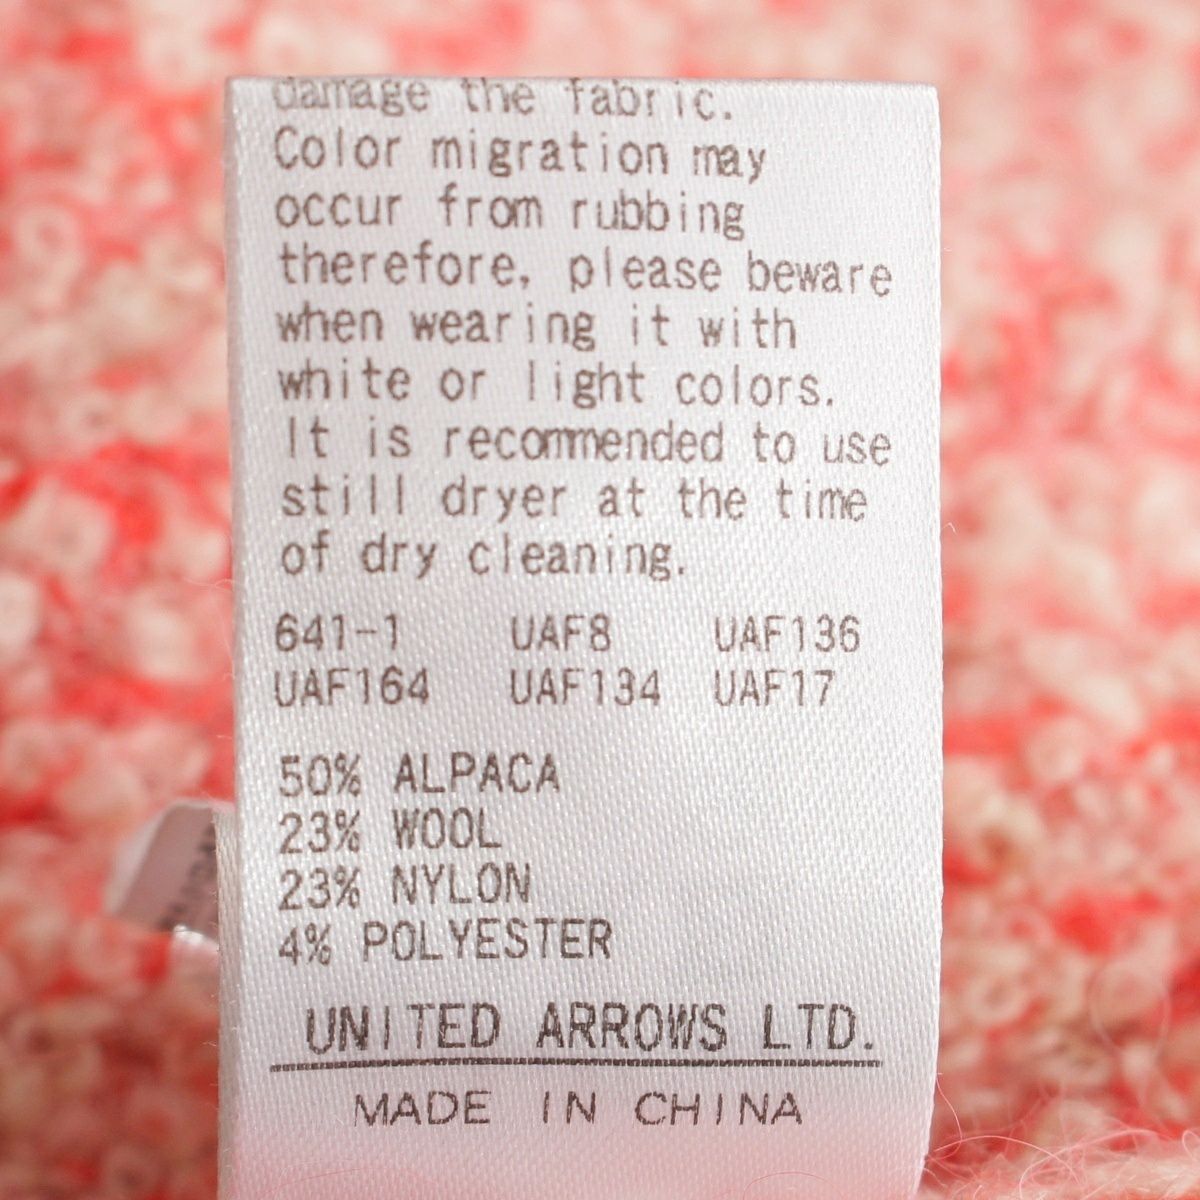 damage the fabric.
Color migration may
occur from rubbing
therefore, please beware
when wearing it with
white or light colors.
It is recommended to use
still dryer at the time
of dry cleaning.
641-1 UAF8 UAF136
UAF164 UAF134 UAF17
50% ALPACA
23% WOOL
23% NYLON
4% POLYESTER
UNITED ARROWS LTD.
MADE IN CHINA